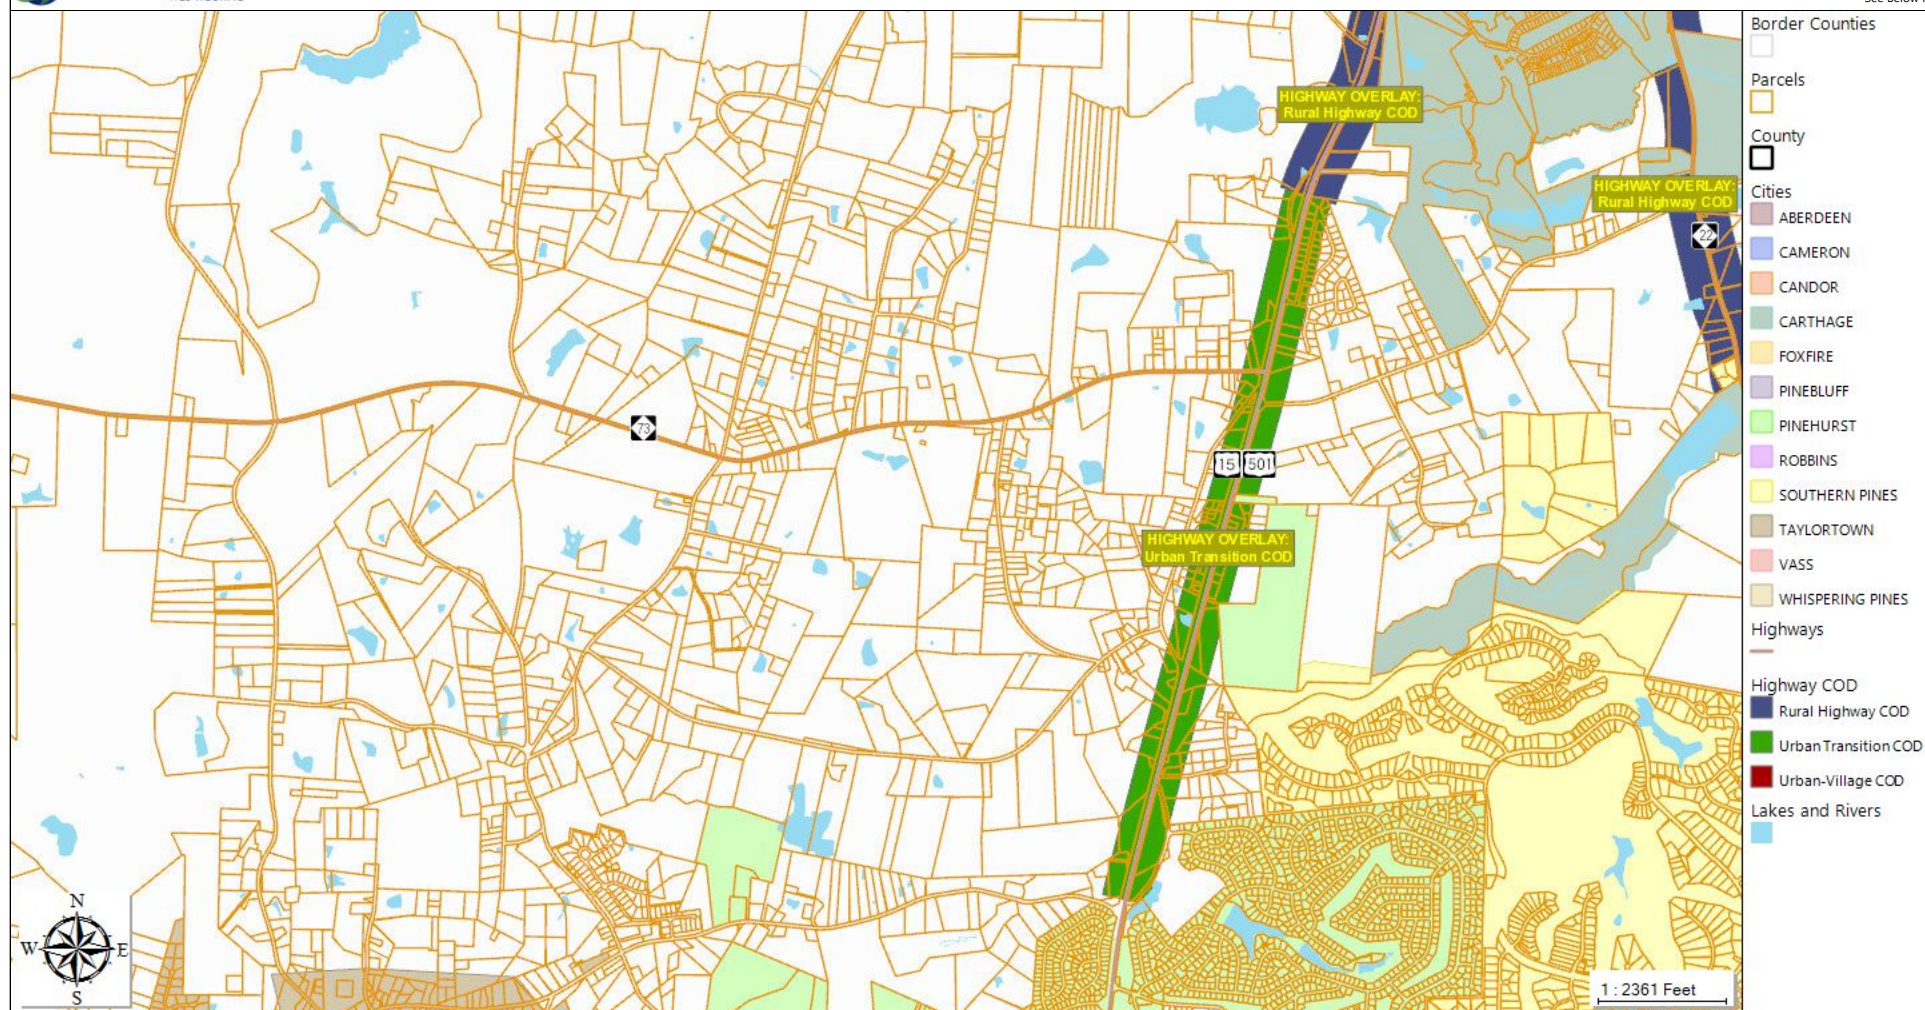 See Below f
HIGHWAY OVERLAY:
Rural Highway COD
HIGHWAY OVERLAY:
Rural Highway COD
22
73
15 501
HIGHWAY OVERLAY:
Urban Transition COD
N
W E
S
1 : 2361 Feet
Border Counties
Parcels
County
Cities
ABERDEEN
CAMERON
CANDOR
CARTHAGE
FOXFIRE
PINEBLUFF
PINEHURST
ROBBINS
SOUTHERN PINES
TAYLORTOWN
VASS
WHISPERING PINES
Highways
Highway COD
Rural Highway COD
Urban Transition COD
Urban-Village COD
Lakes and Rivers